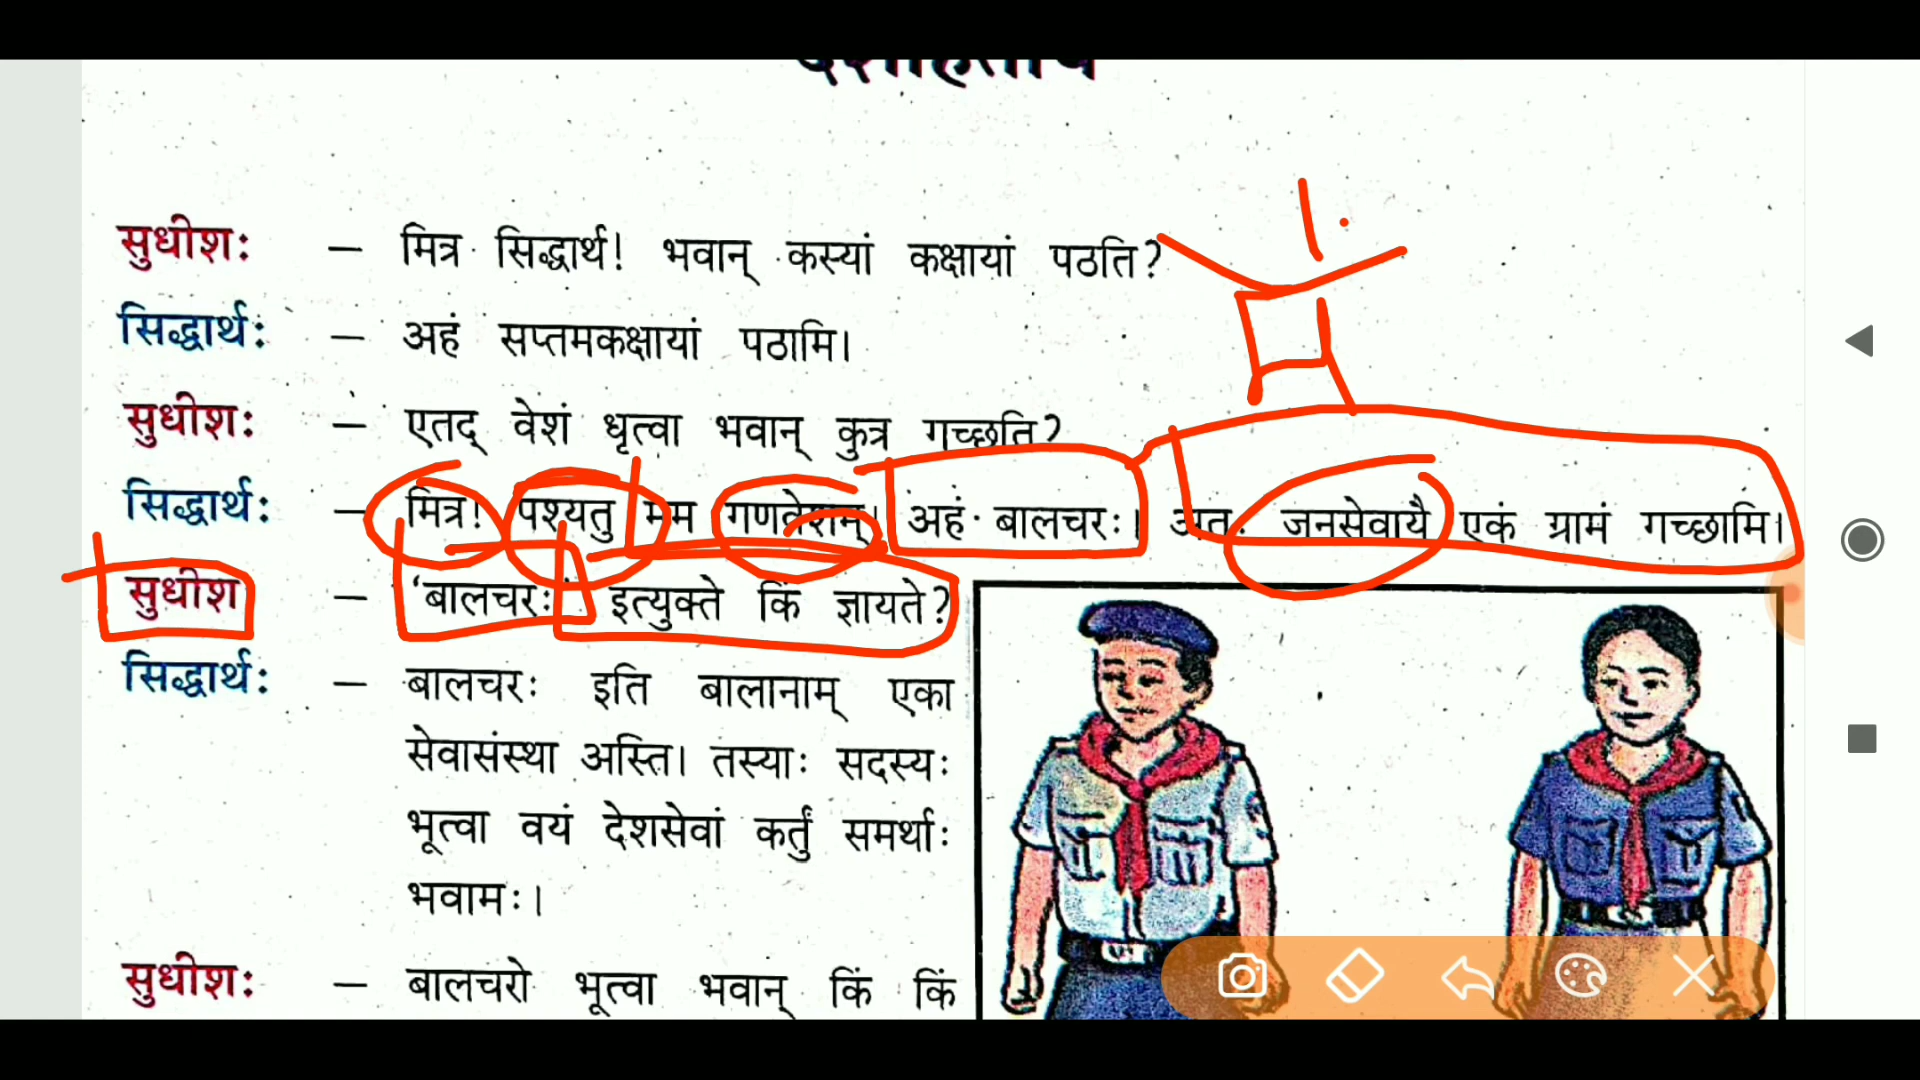 सुधीशः – मित्र सिद्धार्थ! भवान् कस्यां कक्षायां पठति?
सिद्धार्थः – अहं सप्तमकक्षायां पठामि।
सुधीशः – एतद् वेशं धृत्वा भवान् कुत्र गच्छति?
सिद्धार्थः – मित्र! पश्यतु मम गणवेशम्। अहं बालचरः। अतः जनसेवायै एकं ग्रामं गच्छामि।
सुधीश – ‘बालचरः’ इत्युक्ते किं ज्ञायते?
सिद्धार्थः – बालचरः इति बालानाम् एका
सेवासंस्था अस्ति। तस्याः सदस्यः
भूत्वा वयं देशसेवां कर्तुं समर्थाः
भवामः।
सुधीशः – बालचरो भूत्वा भवान् किं किं